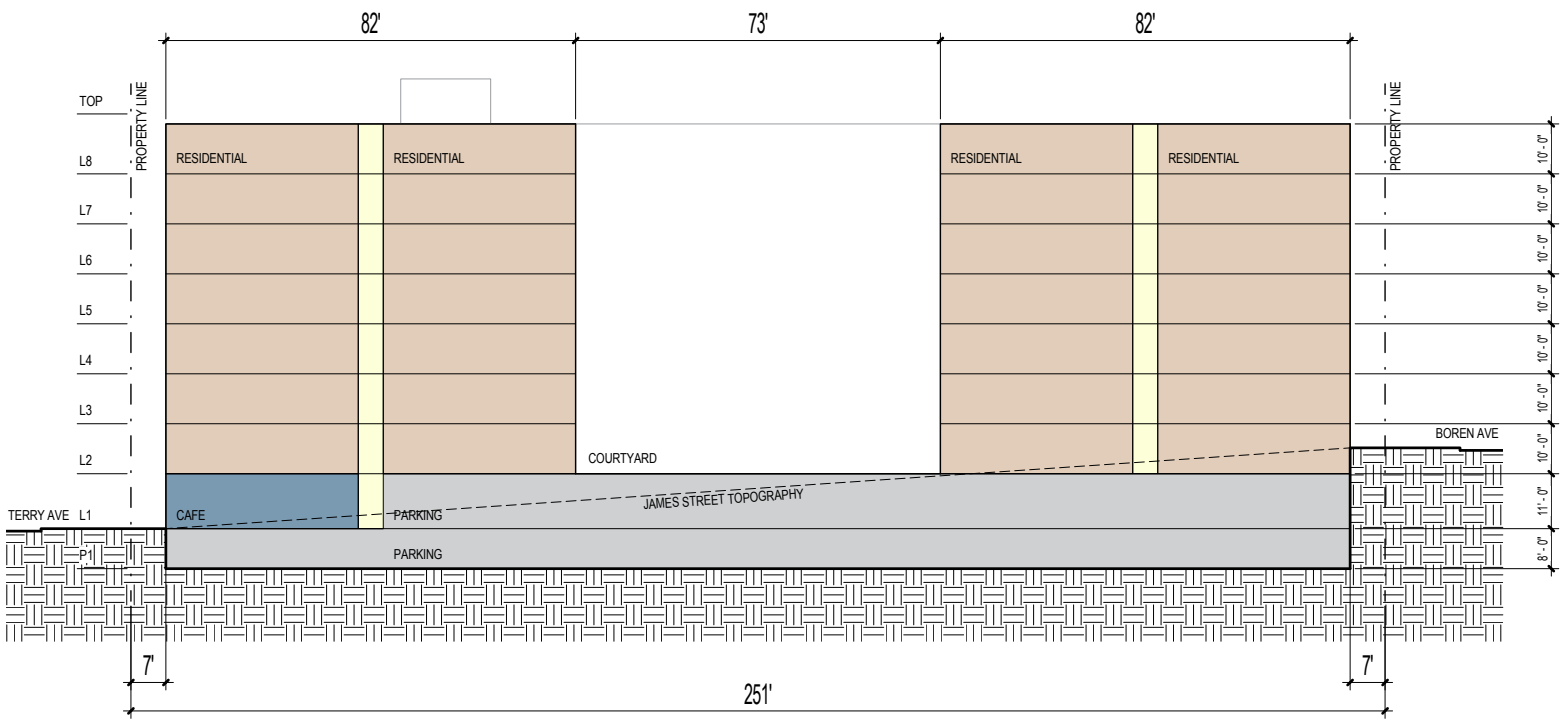 82' 73' 82'
TOP
PROPERTY LINE
PROPERTY LINE
L8 RESIDENTIAL RESIDENTIAL RESIDENTIAL RESIDENTIAL 10' - 0"
L7 10' - 0"
L6 10' - 0"
L5 10' - 0"
L4 10' - 0"
L3 10' - 0"
BOREN AVE
L2 COURTYARD 10' - 0"
JAMES STREET TOPOGRAPHY
TERRY AVE L1 CAFE PARKING 11' - 0"
P1 PARKING 8' - 0"
7' 7'
251'